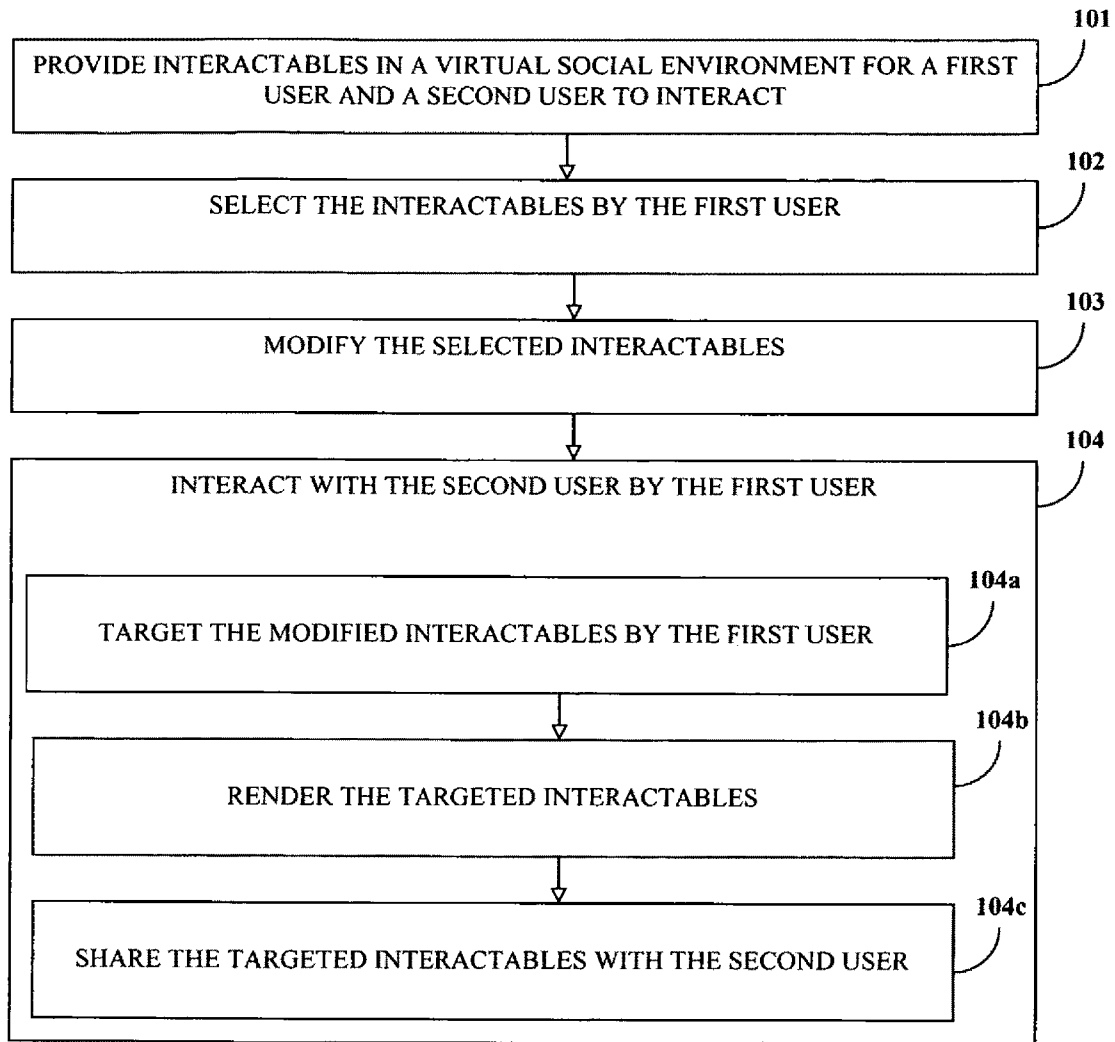 101
PROVIDE INTERACTABLES IN A VIRTUAL SOCIAL ENVIRONMENT FOR A FIRST
USER AND A SECOND USER TO INTERACT
102
SELECT THE INTERACTABLES BY THE FIRST USER
103
MODIFY THE SELECTED INTERACTABLES
104
INTERACT WITH THE SECOND USER BY THE FIRST USER
104a
TARGET THE MODIFIED INTERACTABLES BY THE FIRST USER
104b
RENDER THE TARGETED INTERACTABLES
104c
SHARE THE TARGETED INTERACTABLES WITH THE SECOND USER